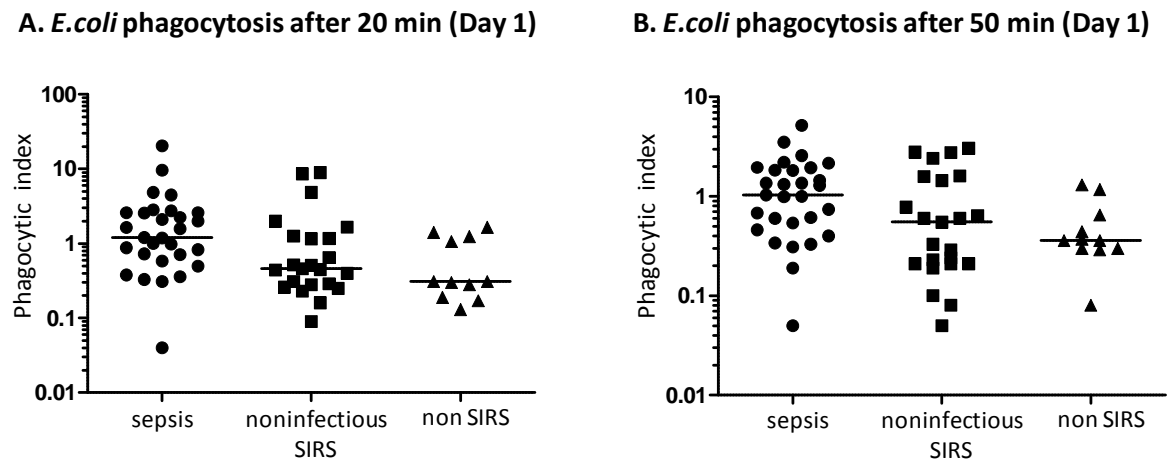 A. E.coli phagocytosis after 20 min (Day 1)
100
10
1
0.1
0.01
Phagocytic index
sepsis
noninfectious
SIRS
non SIRS
B. E.coli phagocytosis after 50 min (Day 1)
10
1
0.1
0.01
Phagocytic index
sepsis
noninfectious
SIRS
non SIRS